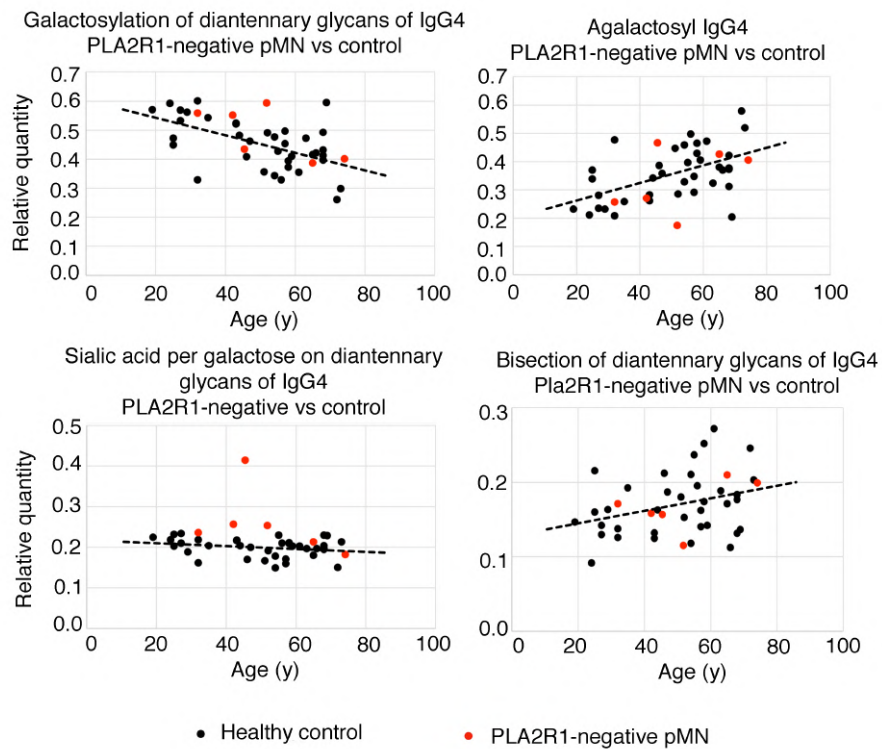 Galactosylation of diantennary glycans of IgG4
PLA2R1-negative pMN vs control
Relative quantity
0.7
0.6
0.5
0.4
0.3
0.2
0.1
0.0
0 20 40 60 80 100
Age (y)
Agalactosyl IgG4
PLA2R1-negative pMN vs control
0.7
0.6
0.5
0.4
0.3
0.2
0.1
0.0
0 20 40 60 80 100
Age (y)
Sialic acid per galactose on diantennary
glycans of IgG4
PLA2R1-negative vs control
Relative quantity
0.5
0.4
0.3
0.2
0.1
0.0
0 20 40 60 80 100
Age (y)
Bisection of diantennary glycans of IgG4
Pla2R1-negative pMN vs control
0.3
0.2
0.1
0.0
0 20 40 60 80 100
Age (y)
Healthy control
PLA2R1-negative pMN